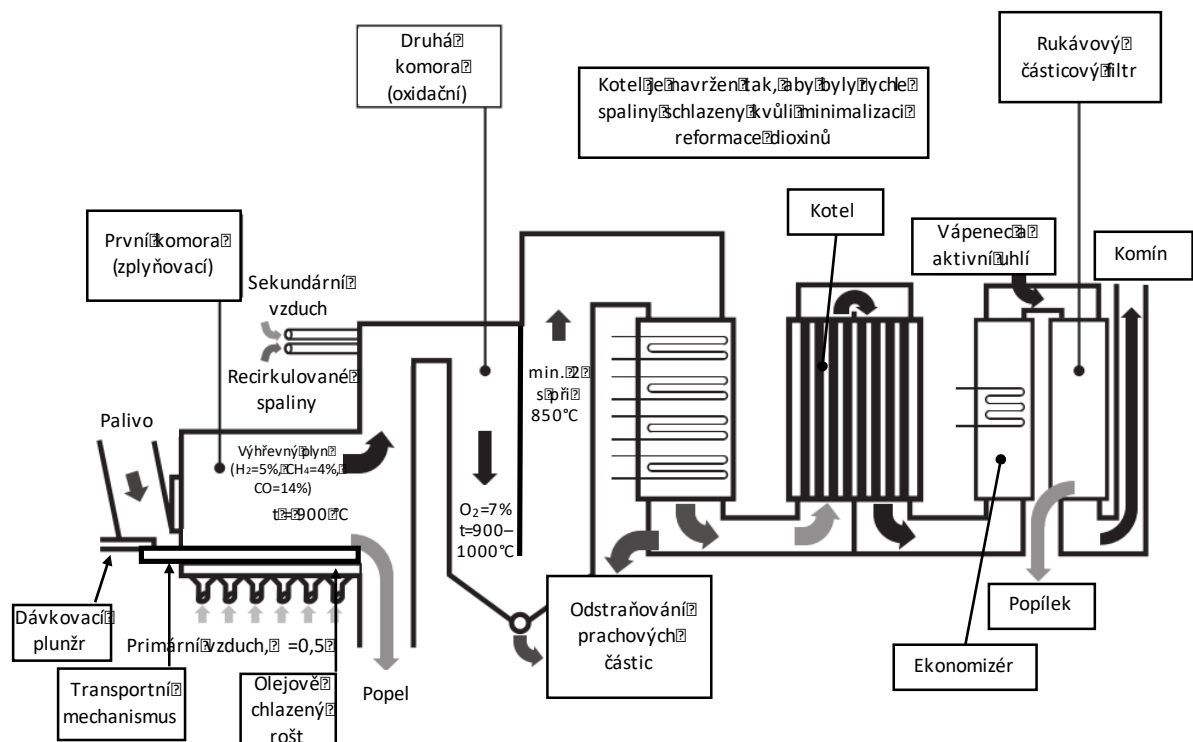 Druhá
komora
(oxidační)
Rukávový
částicový filtr
Kotel je navržen tak, aby byly rychle
spaliny schlazeny kvůli minimalizaci
reformace dioxinů
Kotel
První komora
(zplyňovací)
Vápenec a
aktivní uhlí
Komín
Sekundární
vzduch
Recirkulované
spaliny
min. 2
s při
850°C
Palivo
Výhřevný plyn
(H₂=5%, CH₄=4%,
CO=14%)
t = 900 °C
O₂=7%
t=900–
1000°C
Dávkovací
plunžr
Primární vzduch, =0,5
Odstraňování
prachových
částic
Popílek
Ekonomizér
Transportní
mechanismus
Olejově
chlazený
rošt
Popel